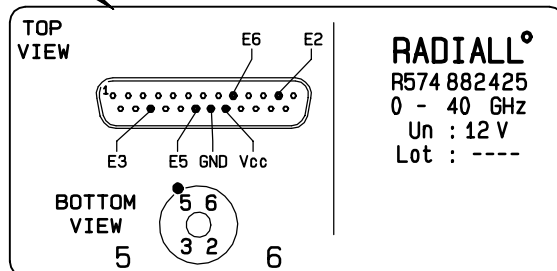 TOP
VIEW
E6 E2
1
E3 E5 GND Vcc
BOTTOM
VIEW
5 6
3 2
5 6
RADIALL°
R574 882425
0 - 40 GHz
Un : 12 V
Lot : ----